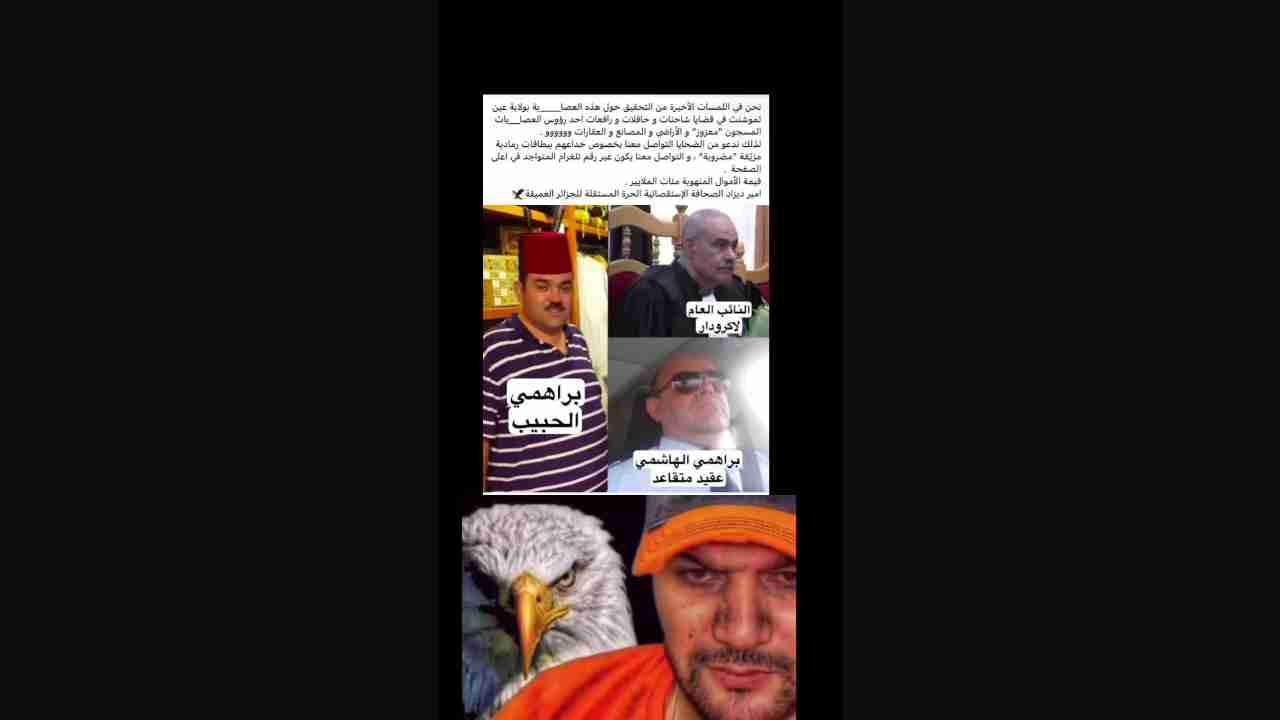 نحن في اللمسات الأخيرة من التحقيق حول هذه العصا____بة بولاية عين
تموشنت في قضايا شاحنات و حافلات و رافعات احد رؤوس العصا__بات
المسجون "معزوز" و الأراضي و المصانع و العقارات وووووو .
لذلك ندعو من الضحايا التواصل معنا بخصوص خداعهم ببطاقات رمادية
مزيّفة "مضروبة" ، و التواصل معنا يكون عبر رقم تلغرام المتواجد في اعلى
الصفحة .
قيمة الأموال المنهوبة مئات الملايير .
امير ديزاد الصحافة الإستقصائية الحرة المستقلة للجزائر العميقة
النائب العام
لاكرودار
براهمي
الحبيب
براهمي الهاشمي
عقيد متقاعد